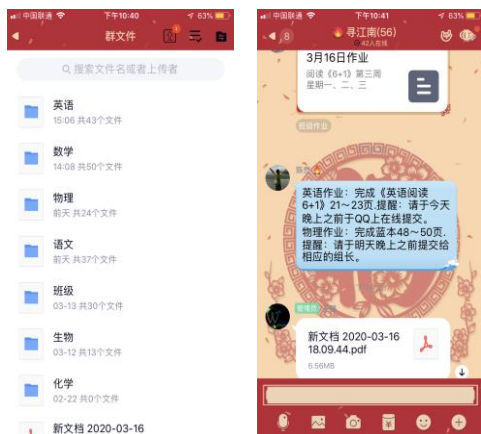 中国联通
下午10:40
63%
群文件
搜索文件名或者上传者
英语
15:06 共43个文件
数学
14:08 共50个文件
物理
前天 共24个文件
语文
前天 共37个文件
班级
03-13 共30个文件
生物
03-12 共13个文件
化学
02-22 共0个文件
新文档 2020-03-16
中国联通
下午10:41
63%
8
寻江南(56)
42人在线
3月16日作业
阅读《6+1》第三周
星期一、二、三
班级作业
英语作业：完成《英语阅读
6+1》21～23页.提醒：请于今天
晚上之前于QQ上在线提交。
物理作业：完成蓝本48～50页.
提醒：请于明天晚上之前提交给
相应的组长。
新文档 2020-03-16
18.09.44.pdf
6.56MB